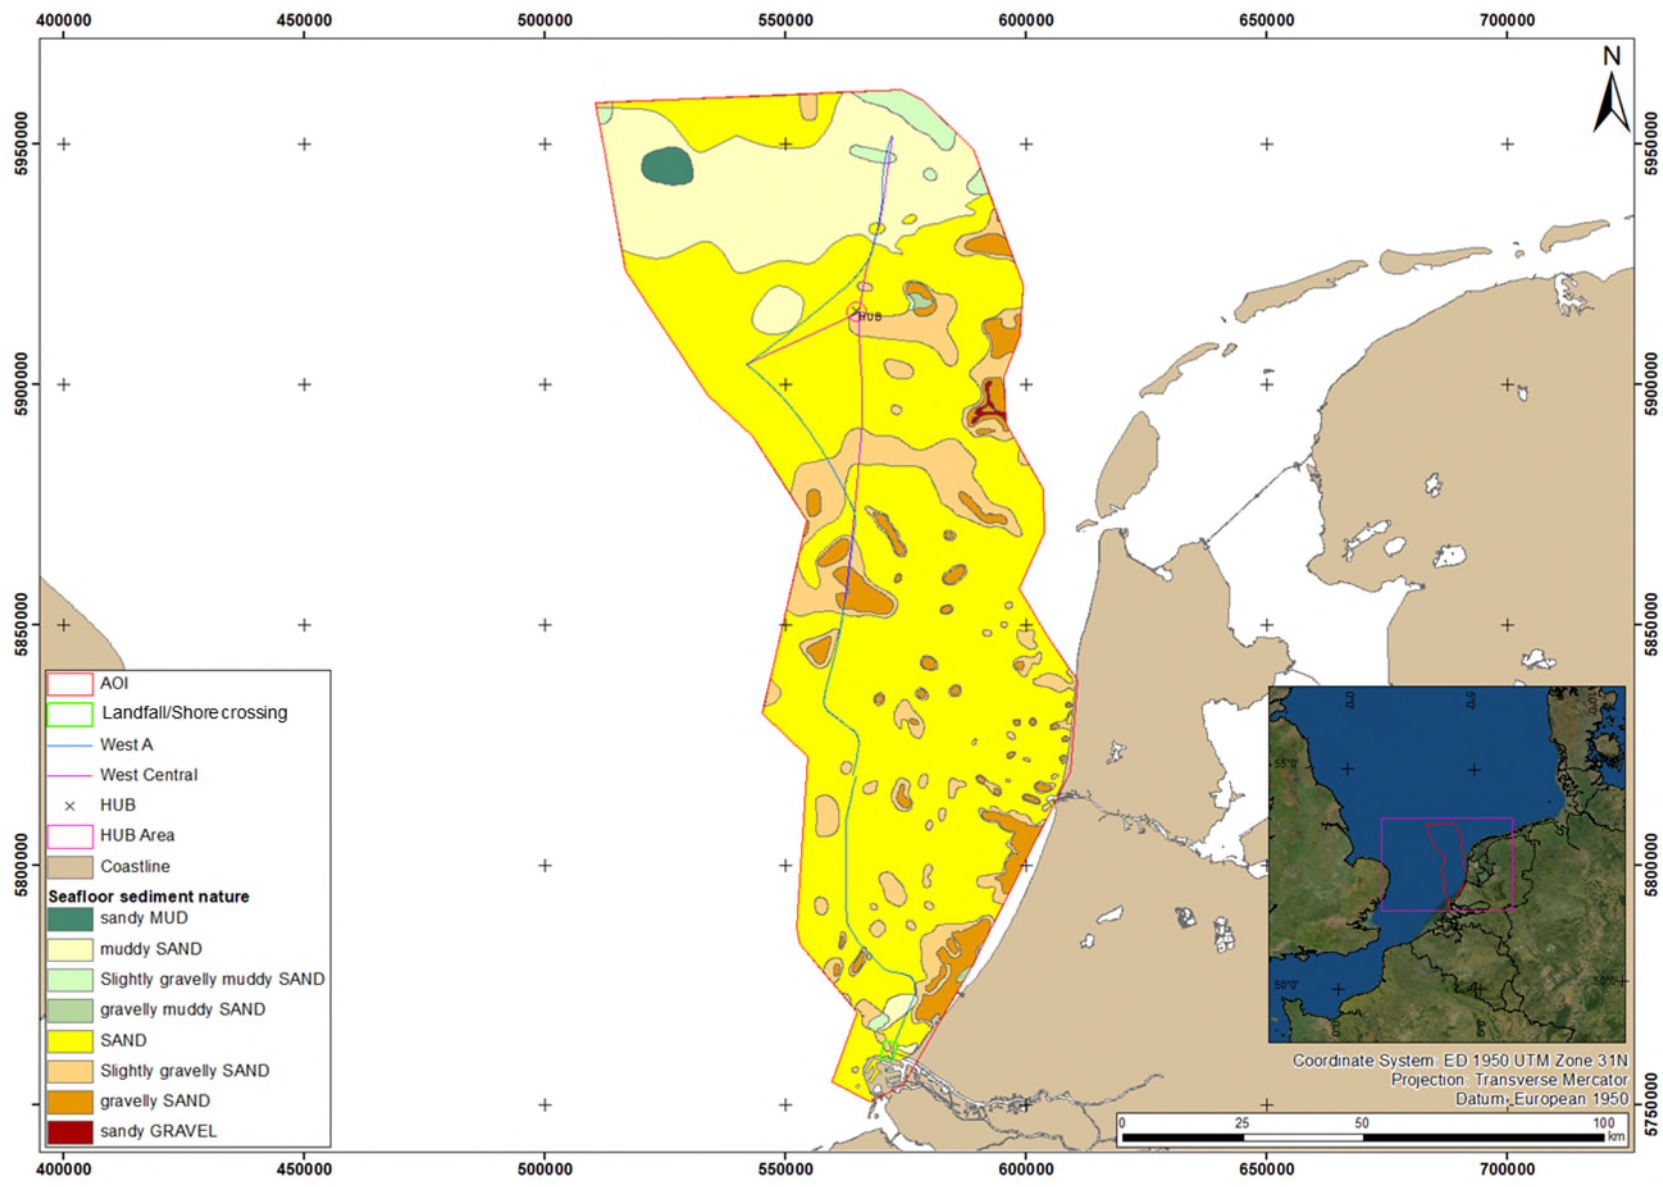 400000 450000 500000 550000 600000 650000 700000
N
5950000 5950000
HUB
5900000 5900000
5850000 5850000
AOI
Landfall/Shore crossing
West A
West Central
HUB
HUB Area
Coastline
Seafloor sediment nature
sandy MUD
muddy SAND
Slightly gravelly muddy SAND
gravelly muddy SAND
SAND
Slightly gravelly SAND
gravelly SAND
sandy GRAVEL
5800000 5800000
Coordinate System: ED 1950 UTM Zone 31N
Projection: Transverse Mercator
Datum: European 1950
0 25 50 100
km
5750000 5750000
400000 450000 500000 550000 600000 650000 700000